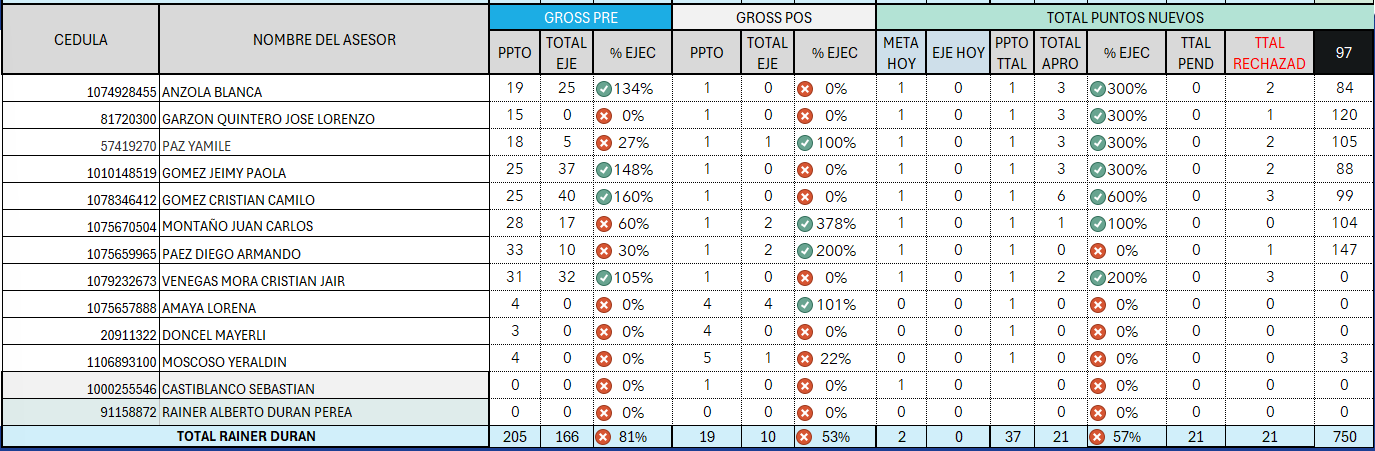 GROSS PRE GROSS POS TOTAL PUNTOS NUEVOS
CEDULA NOMBRE DEL ASESOR PPTO TOTAL EJE % EJEC PPTO TOTAL EJE % EJEC META HOY EJE HOY PPTO TTAL TOTAL APRO % EJEC TTAL PEND TTAL RECHAZAD 97
1074928455 ANZOLA BLANCA 19 25 134% 1 0 0% 1 0 1 3 300% 0 2 84
81720300 GARZON QUINTERO JOSE LORENZO 15 0 0% 1 0 0% 1 0 1 3 300% 0 1 120
57419270 PAZ YAMILE 18 5 27% 1 1 100% 1 0 1 3 300% 0 2 105
1010148519 GOMEZ JEIMY PAOLA 25 37 148% 1 0 0% 1 0 1 3 300% 0 2 88
1078346412 GOMEZ CRISTIAN CAMILO 25 40 160% 1 0 0% 1 0 1 6 600% 0 3 99
1075670504 MONTAÑO JUAN CARLOS 28 17 60% 1 2 378% 1 0 1 1 100% 0 0 104
1075659965 PAEZ DIEGO ARMANDO 33 10 30% 1 2 200% 1 0 1 0 0% 0 1 147
1079232673 VENEGAS MORA CRISTIAN JAIR 31 32 105% 1 0 0% 1 0 1 2 200% 0 3 0
1075657888 AMAYA LORENA 4 0 0% 4 4 101% 0 0 1 0 0% 0 0 0
20911322 DONCEL MAYERLI 3 0 0% 4 0 0% 0 0 1 0 0% 0 0 0
1106893100 MOSCOSO YERALDIN 4 0 0% 5 1 22% 0 0 1 0 0% 0 0 3
1000255546 CASTIBLANCO SEBASTIAN 0 0 0% 1 0 0% 1 0 0 0% 0 0 0
91158872 RAINER ALBERTO DURAN PEREA 0 0 0% 0 0 0% 0 0 0 0% 0 0 0
TOTAL RAINER DURAN 205 166 81% 19 10 53% 2 0 37 21 57% 21 21 750